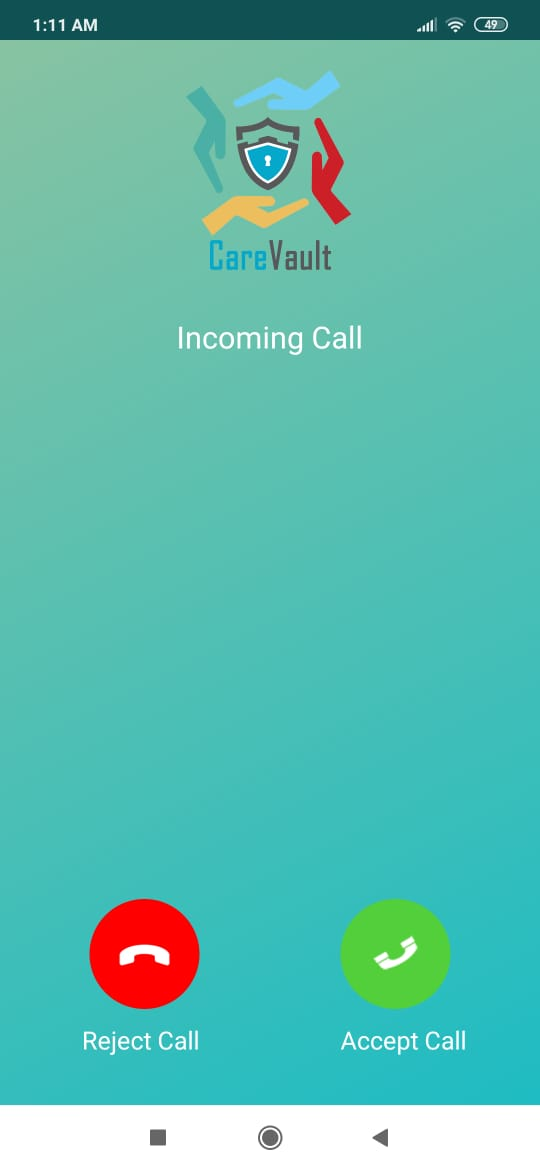 1:11 AM
49
CareVault
Incoming Call
Reject Call
Accept Call